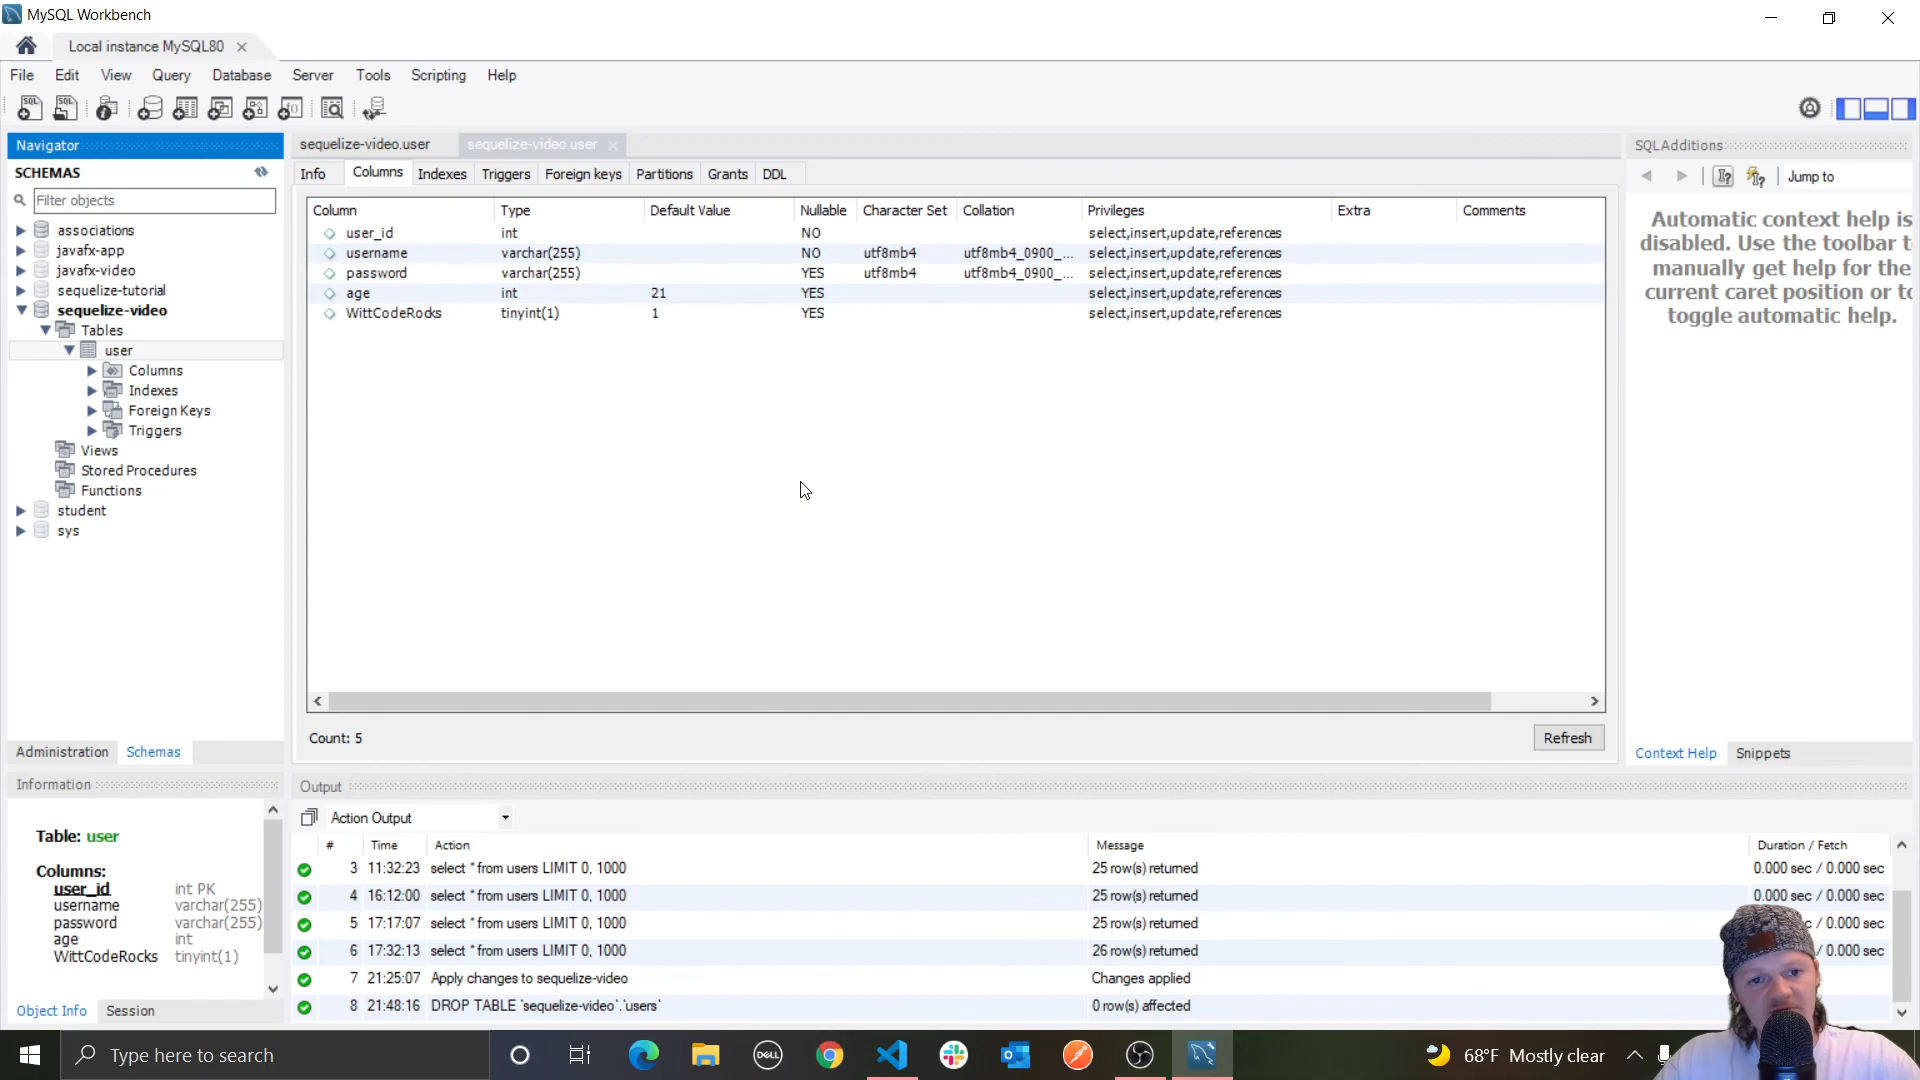 MySQL Workbench
Local instance MySQL80
File Edit View Query Database Server Tools Scripting Help
Navigator
SCHEMAS
Filter objects
associations
javafx-app
javafx-video
sequelize-tutorial
sequelize-video
Tables
user
Columns
Indexes
Foreign Keys
Triggers
Views
Stored Procedures
Functions
student
sys
Administration Schemas
Information
Table: user
Columns:
user_id int PK
username varchar(255)
password varchar(255)
age int
WittCodeRocks tinyint(1)
Object Info Session
sequelize-video.user sequelize-video.user
Info Columns Indexes Triggers Foreign keys Partitions Grants DDL
Column Type Default Value Nullable Character Set Collation Privileges Extra Comments
user_id int NO select,insert,update,references
username varchar(255) NO utf8mb4 utf8mb4_0900_... select,insert,update,references
password varchar(255) YES utf8mb4 utf8mb4_0900_... select,insert,update,references
age int 21 YES select,insert,update,references
WittCodeRocks tinyint(1) 1 YES select,insert,update,references
Count: 5
Refresh
SQLAdditions
Jump to
Automatic context help is
disabled. Use the toolbar t
manually get help for the
current caret position or to
toggle automatic help.
Context Help Snippets
Output
Action Output
# Time Action Message Duration / Fetch
3 11:32:23 select * from users LIMIT 0, 1000 25 row(s) returned 0.000 sec / 0.000 sec
4 16:12:00 select * from users LIMIT 0, 1000 25 row(s) returned 0.000 sec / 0.000 sec
5 17:17:07 select * from users LIMIT 0, 1000 25 row(s) returned c / 0.000 sec
6 17:32:13 select * from users LIMIT 0, 1000 26 row(s) returned / 0.000 sec
7 21:25:07 Apply changes to sequelize-video Changes applied
8 21:48:16 DROP TABLE `sequelize-video`.`users` 0 row(s) affected
Type here to search
DELL
68°F Mostly clear